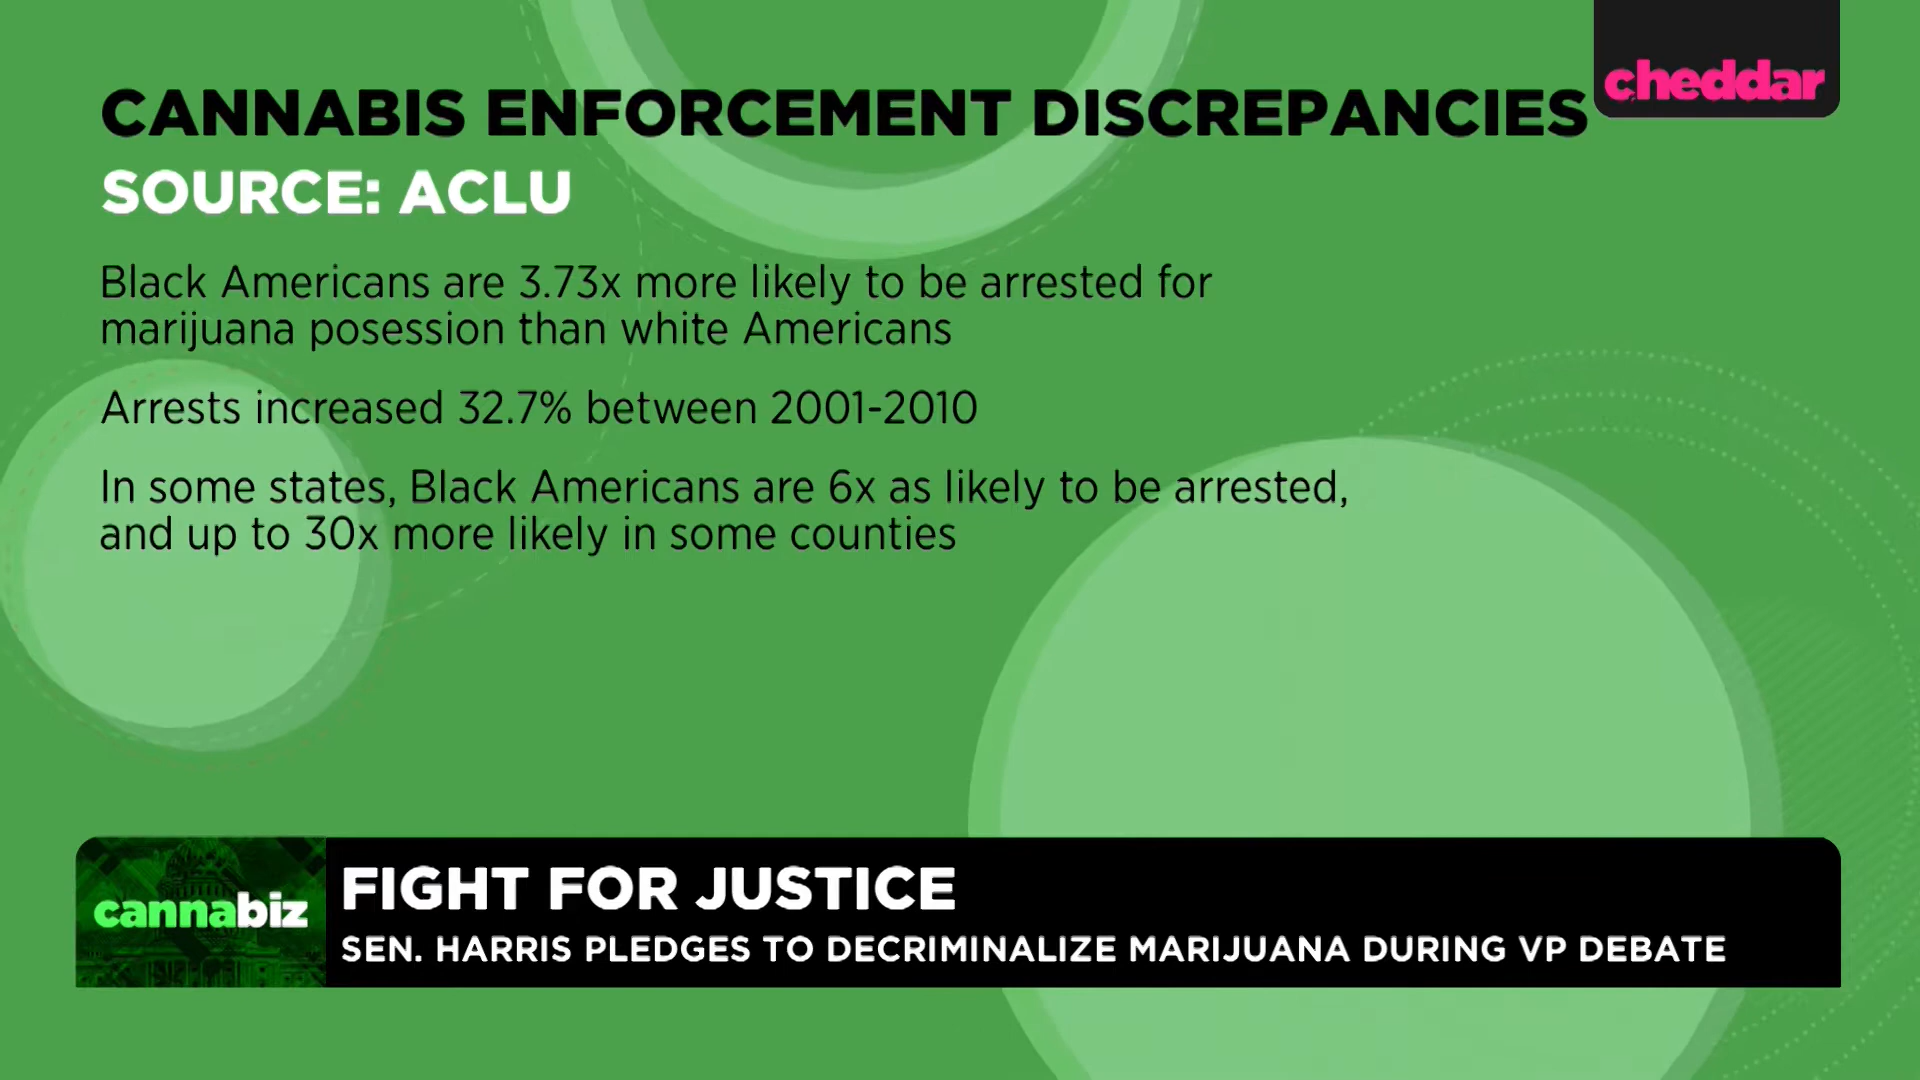 cheddar
CANNABIS ENFORCEMENT DISCREPANCIES
SOURCE: ACLU
Black Americans are 3.73x more likely to be arrested for
marijuana posession than white Americans
Arrests increased 32.7% between 2001-2010
In some states, Black Americans are 6x as likely to be arrested,
and up to 30x more likely in some counties
cannabiz
FIGHT FOR JUSTICE
SEN. HARRIS PLEDGES TO DECRIMINALIZE MARIJUANA DURING VP DEBATE